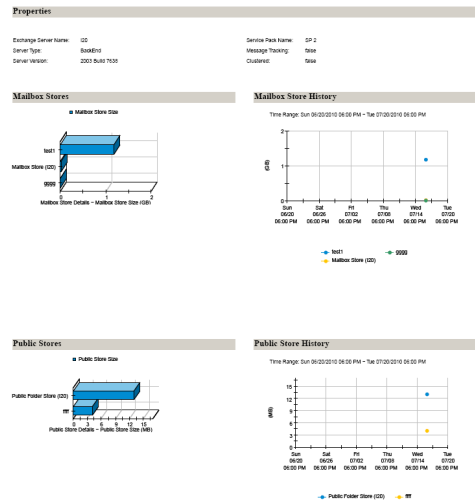 Properties
Exchange Server Name: I20
Service Pack Name: SP 2
Server Type: BackEnd
Message Tracking: false
Server Version: 2003 Build 7638
Clustered: false
Mailbox Stores
Mailbox Store History
Mailbox Store Size
test1
Mailbox Store (I20)
gggg
0 1 2
Mailbox Store Details - Mailbox Store Size (GB)
Time Range: Sun 06/20/2010 06:00 PM - Tue 07/20/2010 06:00 PM
(GB)
2
1
0
Sun Sat Fri Thu Wed Tue
06/20 06/26 07/02 07/08 07/14 07/20
06:00 PM 06:00 PM 06:00 PM 06:00 PM 06:00 PM 06:00 PM
test1 gggg
Mailbox Store (I20)
Public Stores
Public Store History
Public Store Size
Public Folder Store (I20)
ffff
0 3 6 9 12 15
Public Store Details - Public Store Size (MB)
Time Range: Sun 06/20/2010 06:00 PM - Tue 07/20/2010 06:00 PM
(MB)
15
12
9
6
3
0
Sun Sat Fri Thu Wed Tue
06/20 06/26 07/02 07/08 07/14 07/20
06:00 PM 06:00 PM 06:00 PM 06:00 PM 06:00 PM 06:00 PM
Public Folder Store (I20) ffff